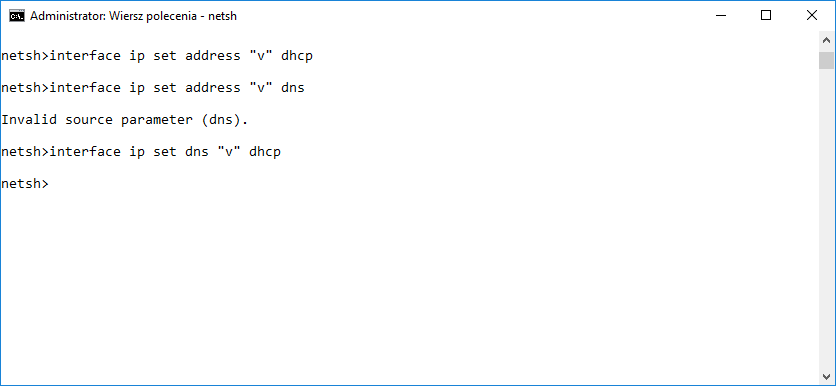 Administrator: Wiersz polecenia - netsh
netsh>interface ip set address "v" dhcp
netsh>interface ip set address "v" dns
Invalid source parameter (dns).
netsh>interface ip set dns "v" dhcp
netsh>